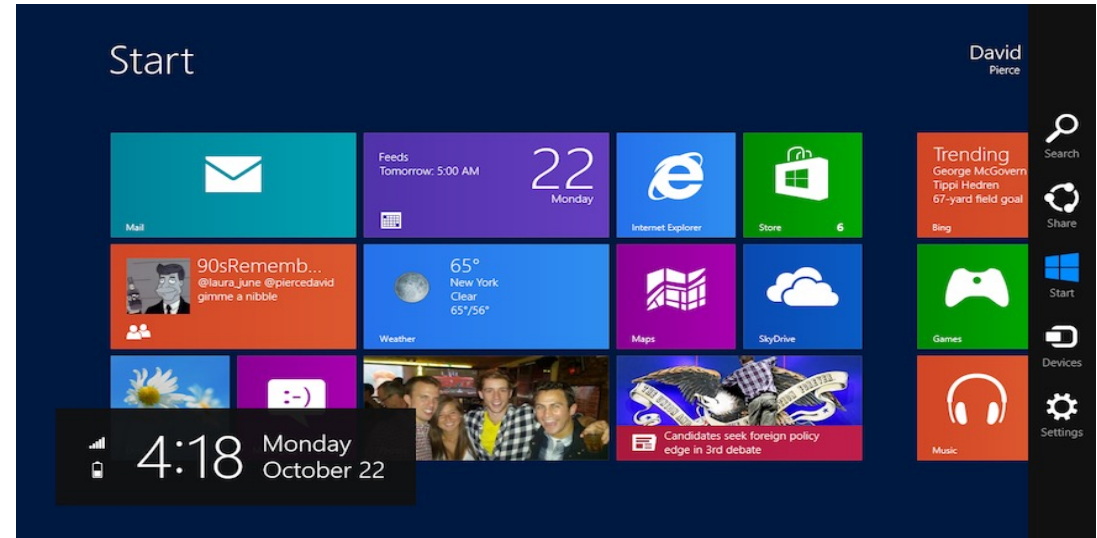 Start
David
Pierce
Mail
Feeds
Tomorrow: 5:00 AM
22
Monday
Internet Explorer
Store
6
Trending
George McGovern
Tippi Hedren
67-yard field goal
Bing
90sRememb...
@laura_june @piercedavid
gimme a nibble
65°
New York
Clear
65°/56°
Weather
Maps
SkyDrive
Games
:-)
Candidates seek foreign policy
edge in 3rd debate
Music
4:18
Monday
October 22
Search
Share
Start
Devices
Settings